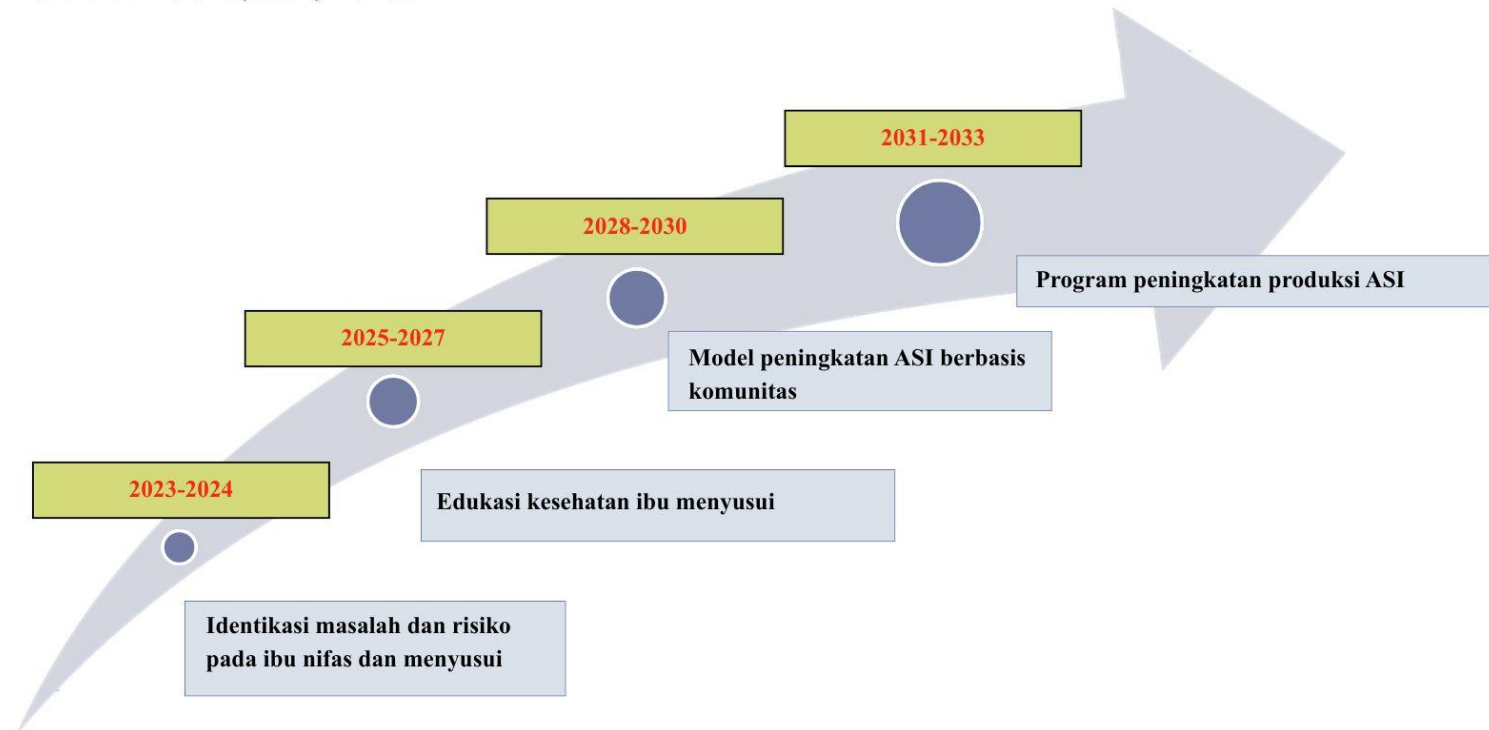 2031-2033
2028-2030
Program peningkatan produksi ASI
2025-2027
Model peningkatan ASI berbasis
komunitas
2023-2024
Edukasi kesehatan ibu menyusui
Identikasi masalah dan risiko
pada ibu nifas dan menyusui